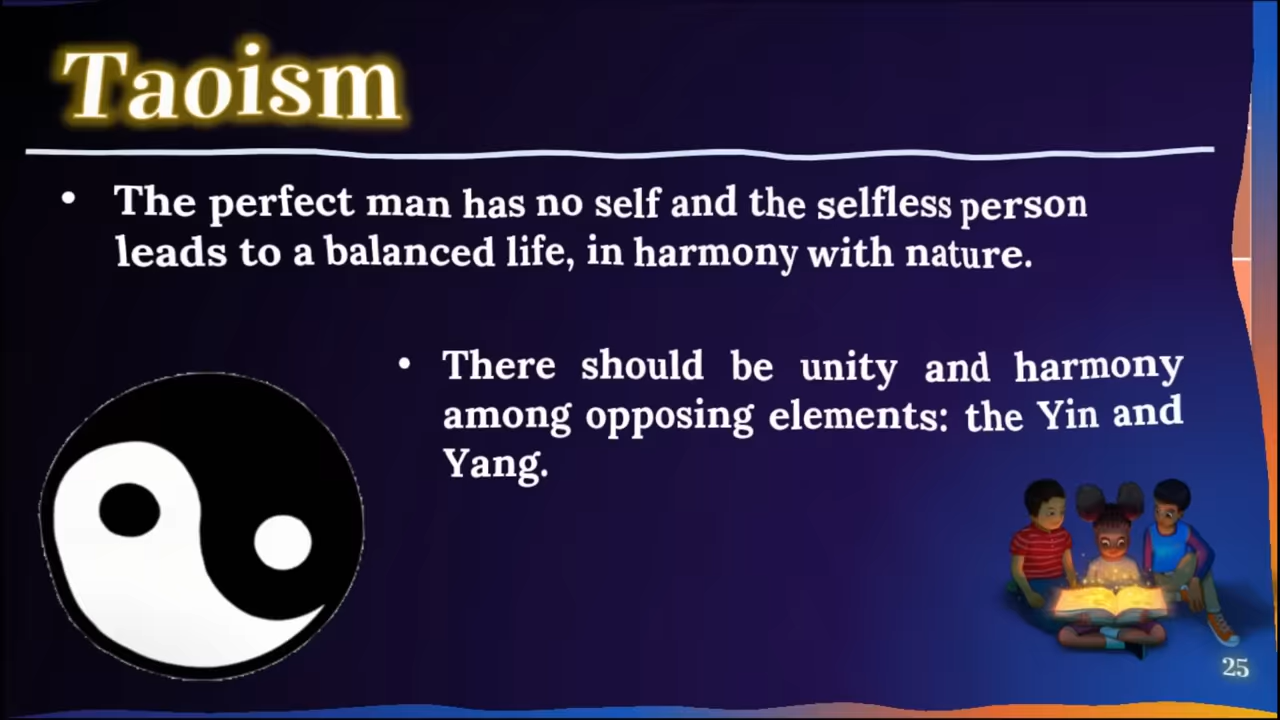 Taoism
• The perfect man has no self and the selfless person
leads to a balanced life, in harmony with nature.
• There should be unity and harmony
among opposing elements: the Yin and
Yang.
25